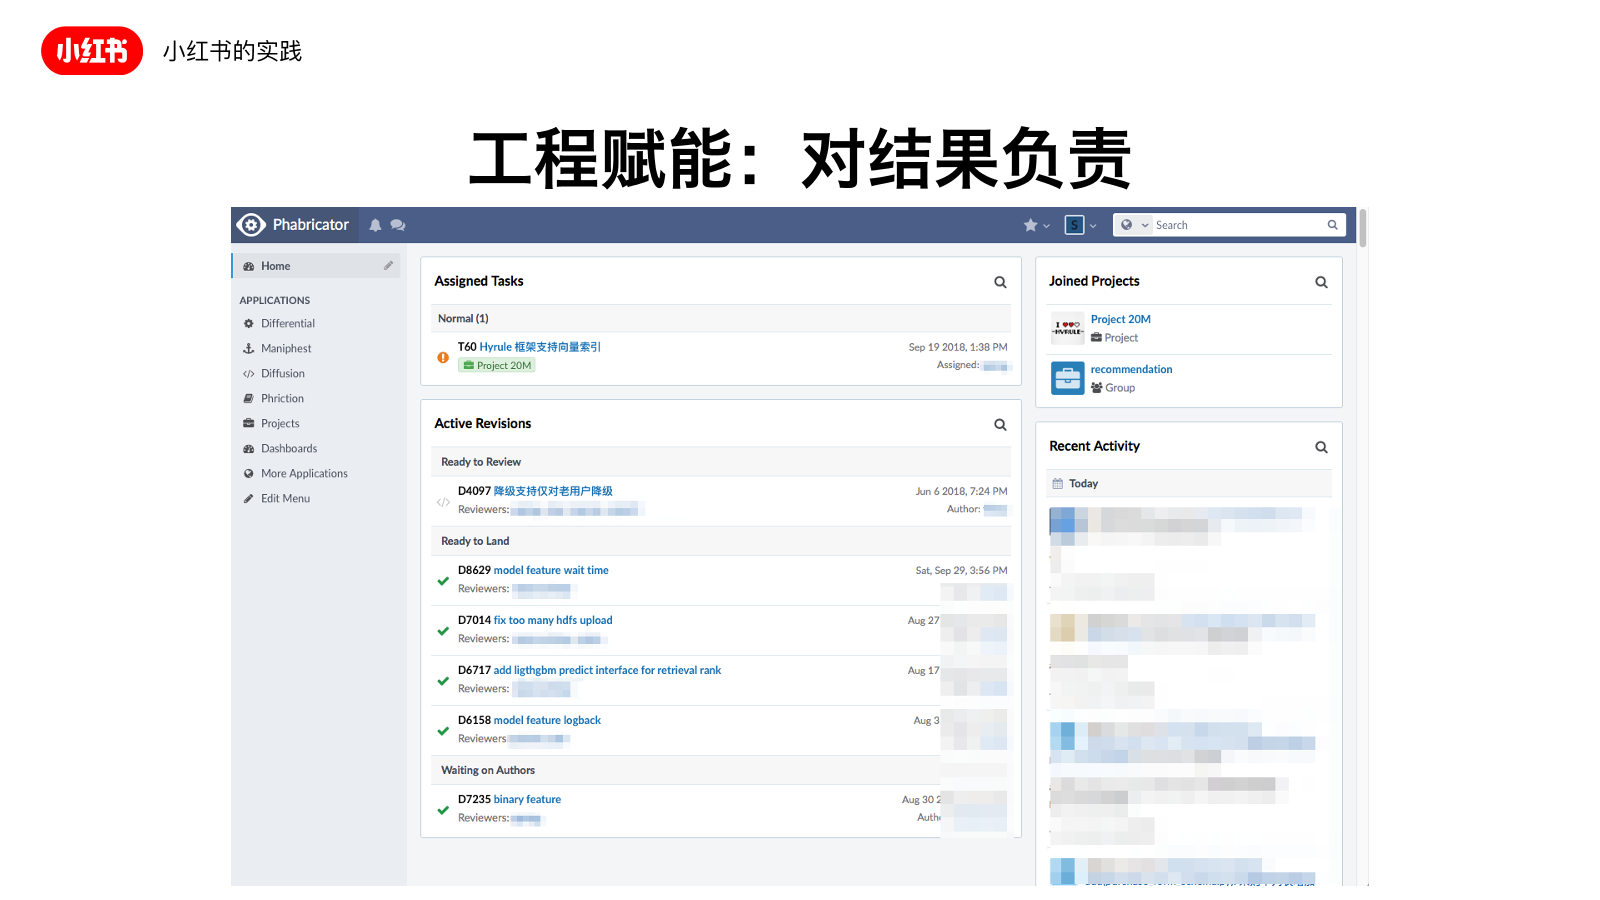 小红书 小红书的实践
工程赋能：对结果负责
Phabricator
S
Search
Home
APPLICATIONS
Differential
Maniphest
Diffusion
Phriction
Projects
Dashboards
More Applications
Edit Menu
Assigned Tasks
Normal (1)
T60 Hyrule 框架支持向量索引 Sep 19 2018, 1:38 PM
Project 20M Assigned:
Active Revisions
Ready to Review
D4097 降级支持仅对老用户降级 Jun 6 2018, 7:24 PM
Reviewers: Author:
Ready to Land
D8629 model feature wait time Sat, Sep 29, 3:56 PM
Reviewers:
D7014 fix too many hdfs upload Aug 27
Reviewers:
D6717 add ligthgbm predict interface for retrieval rank Aug 17
Reviewers:
D6158 model feature logback Aug 3
Reviewers
Waiting on Authors
D7235 binary feature Aug 30 2
Reviewers: Auth
Joined Projects
I HYRULE
Project 20M
Project
recommendation
Group
Recent Activity
Today